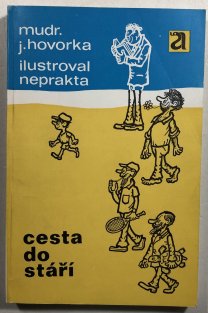 mudr.
j.hovorka
ilustroval
neprakta
a
cesta
do
stáří